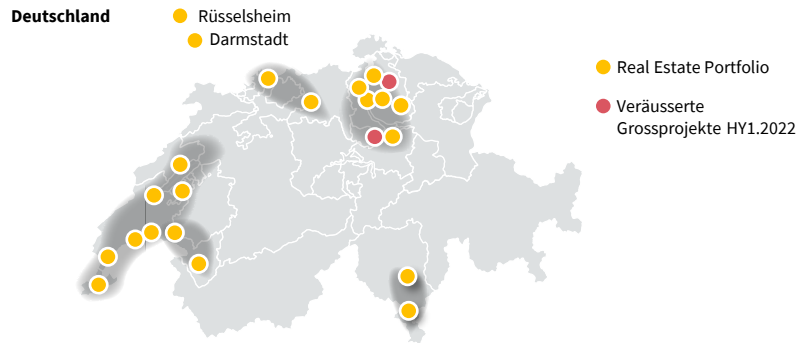 Deutschland
Rüsselsheim
Darmstadt
Real Estate Portfolio
Veräusserte
Grossprojekte HY1.2022